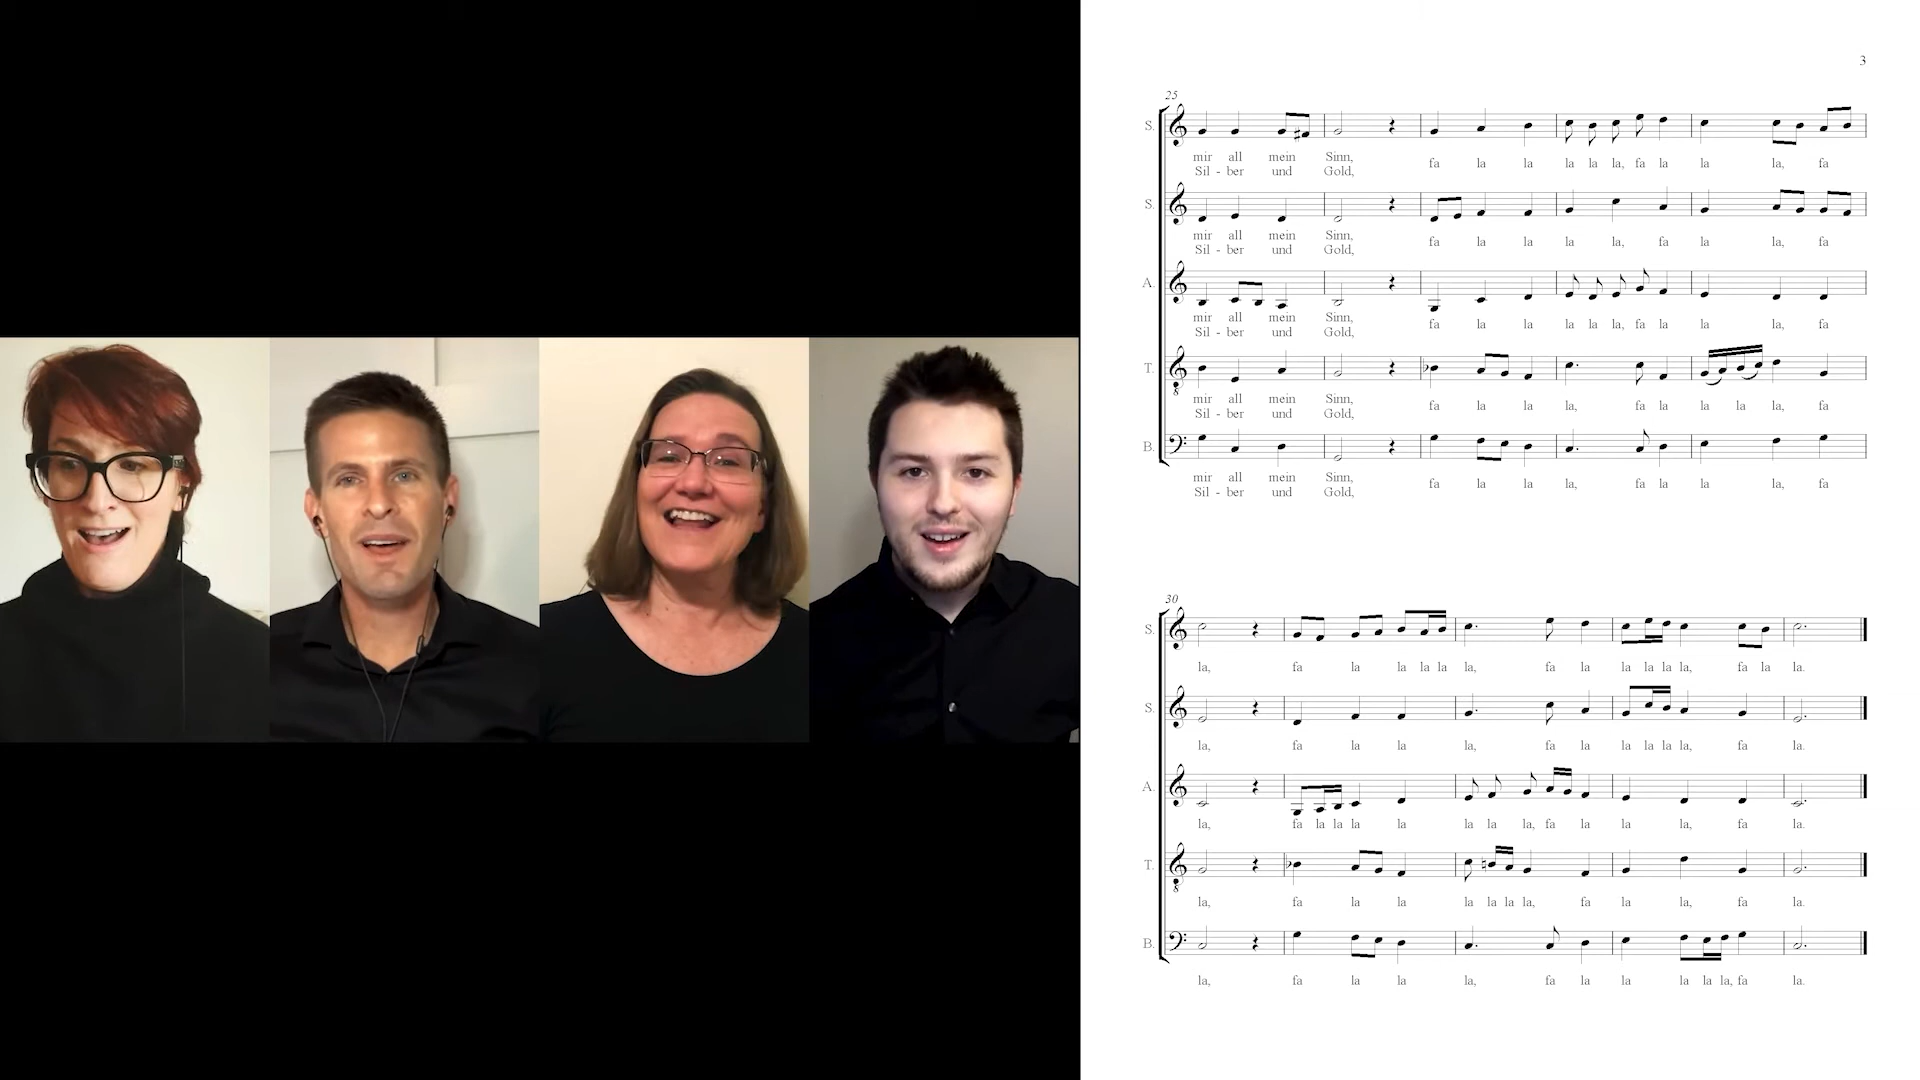 3
25
S.
mir all mein Sinn, fa la la la la la, fa la la la, fa
Sil - ber und Gold,
S.
mir all mein Sinn, fa la la la la, fa la la, fa
Sil - ber und Gold,
A.
mir all mein Sinn, fa la la la la la, fa la la la, fa
Sil - ber und Gold,
T.
8
mir all mein Sinn, fa la la la, fa la la la la, fa
Sil - ber und Gold,
B.
mir all mein Sinn, fa la la la, fa la la la, fa
Sil - ber und Gold,
30
S.
la, fa la la la la la, fa la la la la la, fa la la.
S.
la, fa la la la, fa la la la la la, fa la.
A.
la, fa la la la la la la la, fa la la la, fa la.
T.
8
la, fa la la la la la la, fa la la, fa la.
B.
la, fa la la la, fa la la la la la, fa la.